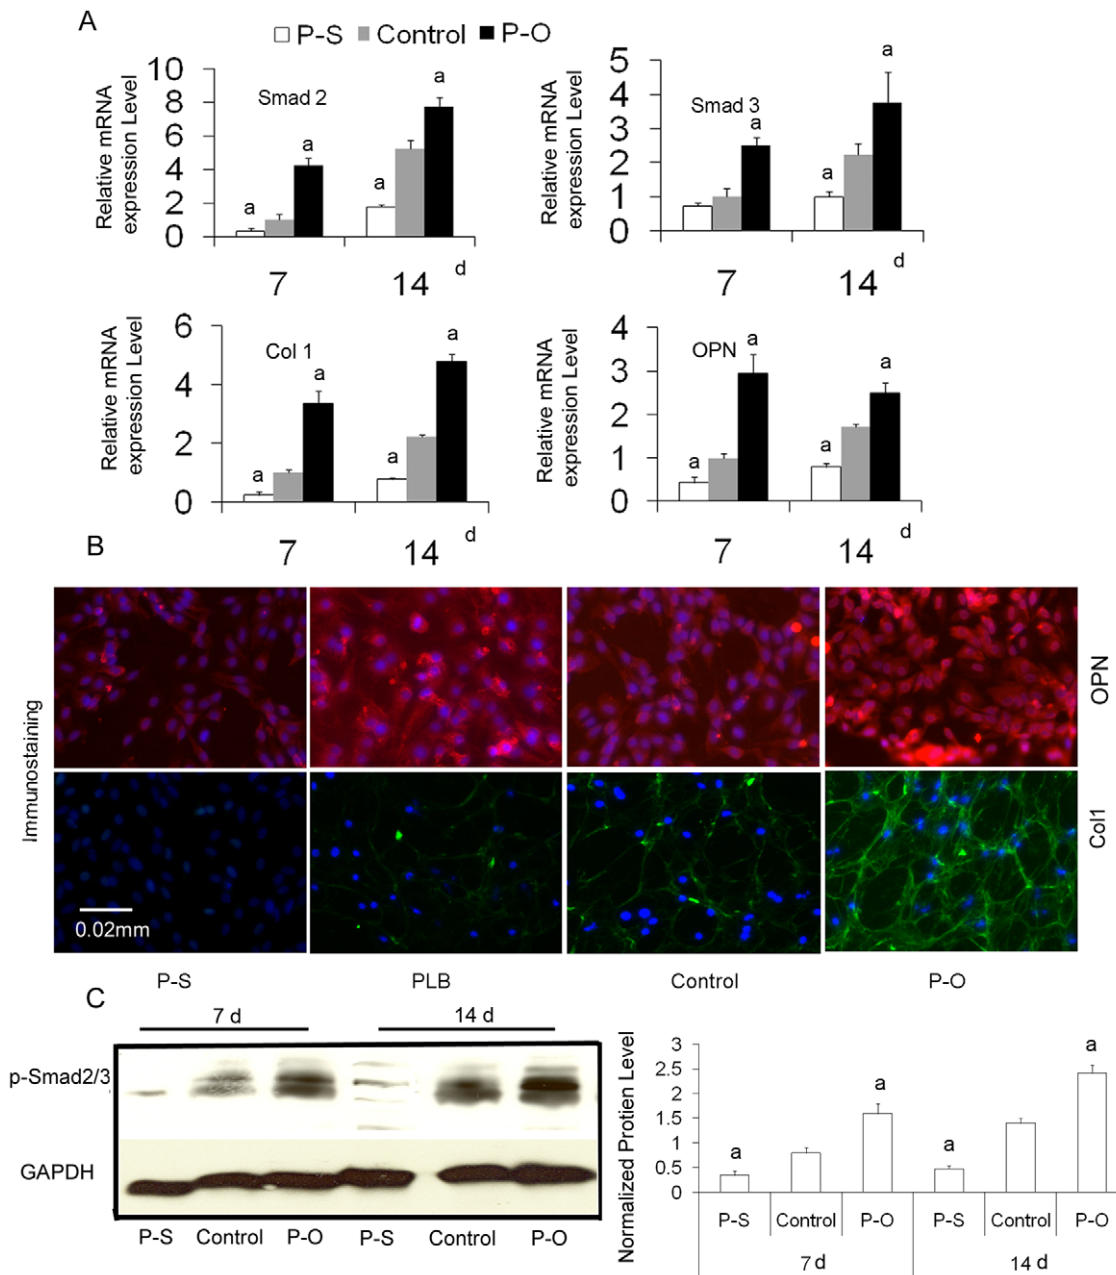 A
P-S Control P-O
Relative mRNA
expression Level
10
8
6
4
2
0
Smad 2
a
a
a
a
7
14
d
Relative mRNA
expression Level
5
4
3
2
1
0
Smad 3
a
a
a
7
14
d
Relative mRNA
expression Level
6
4
2
0
Col 1
a
a
a
a
7
14
d
Relative mRNA
expression Level
4
3
2
1
0
OPN
a
a
a
a
7
14
d
B
Immunostaining
OPN
Col1
0.02mm
P-S PLB Control P-O
C
7 d 14 d
p-Smad2/3
GAPDH
P-S Control P-O P-S Control P-O
Normalized Protien Level
3
2.5
2
1.5
1
0.5
0
a
a
a
a
P-S Control P-O P-S Control P-O
7 d 14 d